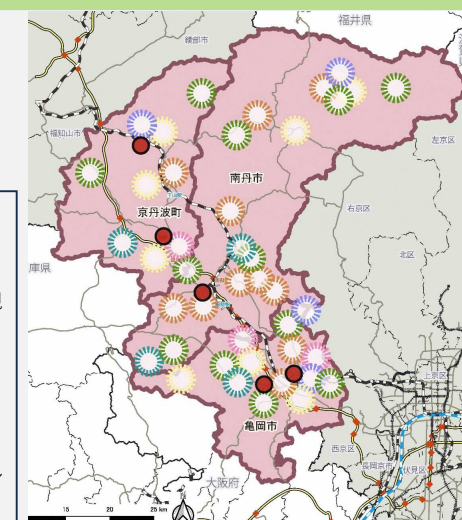 福井県
綾部市
福知山市
左京区
南丹市
京丹波町
右京区
北区
庫県
上京区
亀岡市
西京区
長岡京市
伏見区
大阪府
15 20 25 km